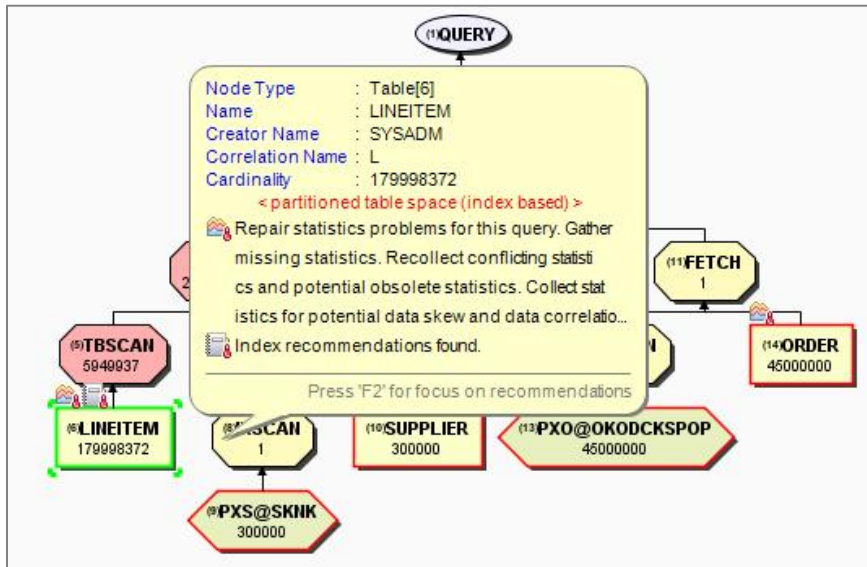 (1)QUERY
Node Type : Table[6]
Name : LINEITEM
Creator Name : SYSADM
Correlation Name : L
Cardinality : 179998372
< partitioned table space (index based) >
Repair statistics problems for this query. Gather
missing statistics. Recollect conflicting statisti
cs and potential obsolete statistics. Collect stat
istics for potential data skew and data correlatio...
Index recommendations found.
Press 'F2' for focus on recommendations
(11)FETCH
1
2
(5)TBSCAN
5949937
N
(14)ORDER
45000000
(6)LINEITEM
179998372
SCAN
1
(10)SUPPLIER
300000
(13)PXO@OKODCKSPOP
45000000
(9)PXS@SKNK
300000